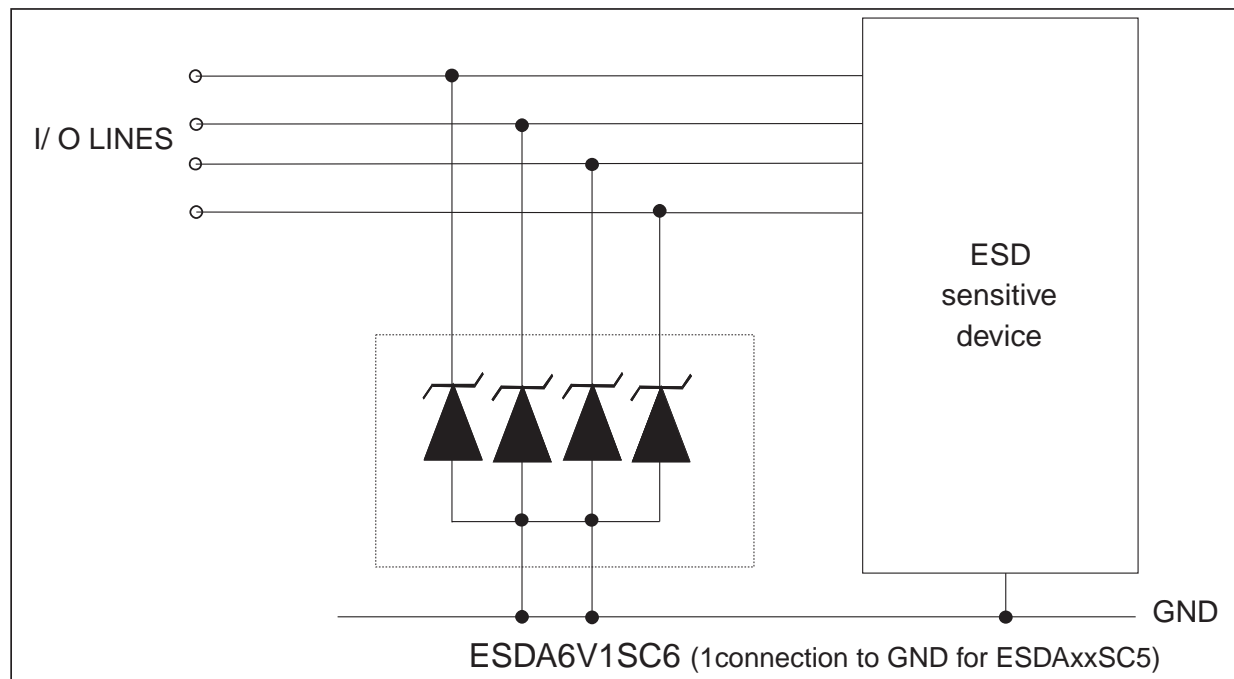 I/ O LINES
ESD
sensitive
device
GND
ESDA6V1SC6 (1connection to GND for ESDAxxSC5)